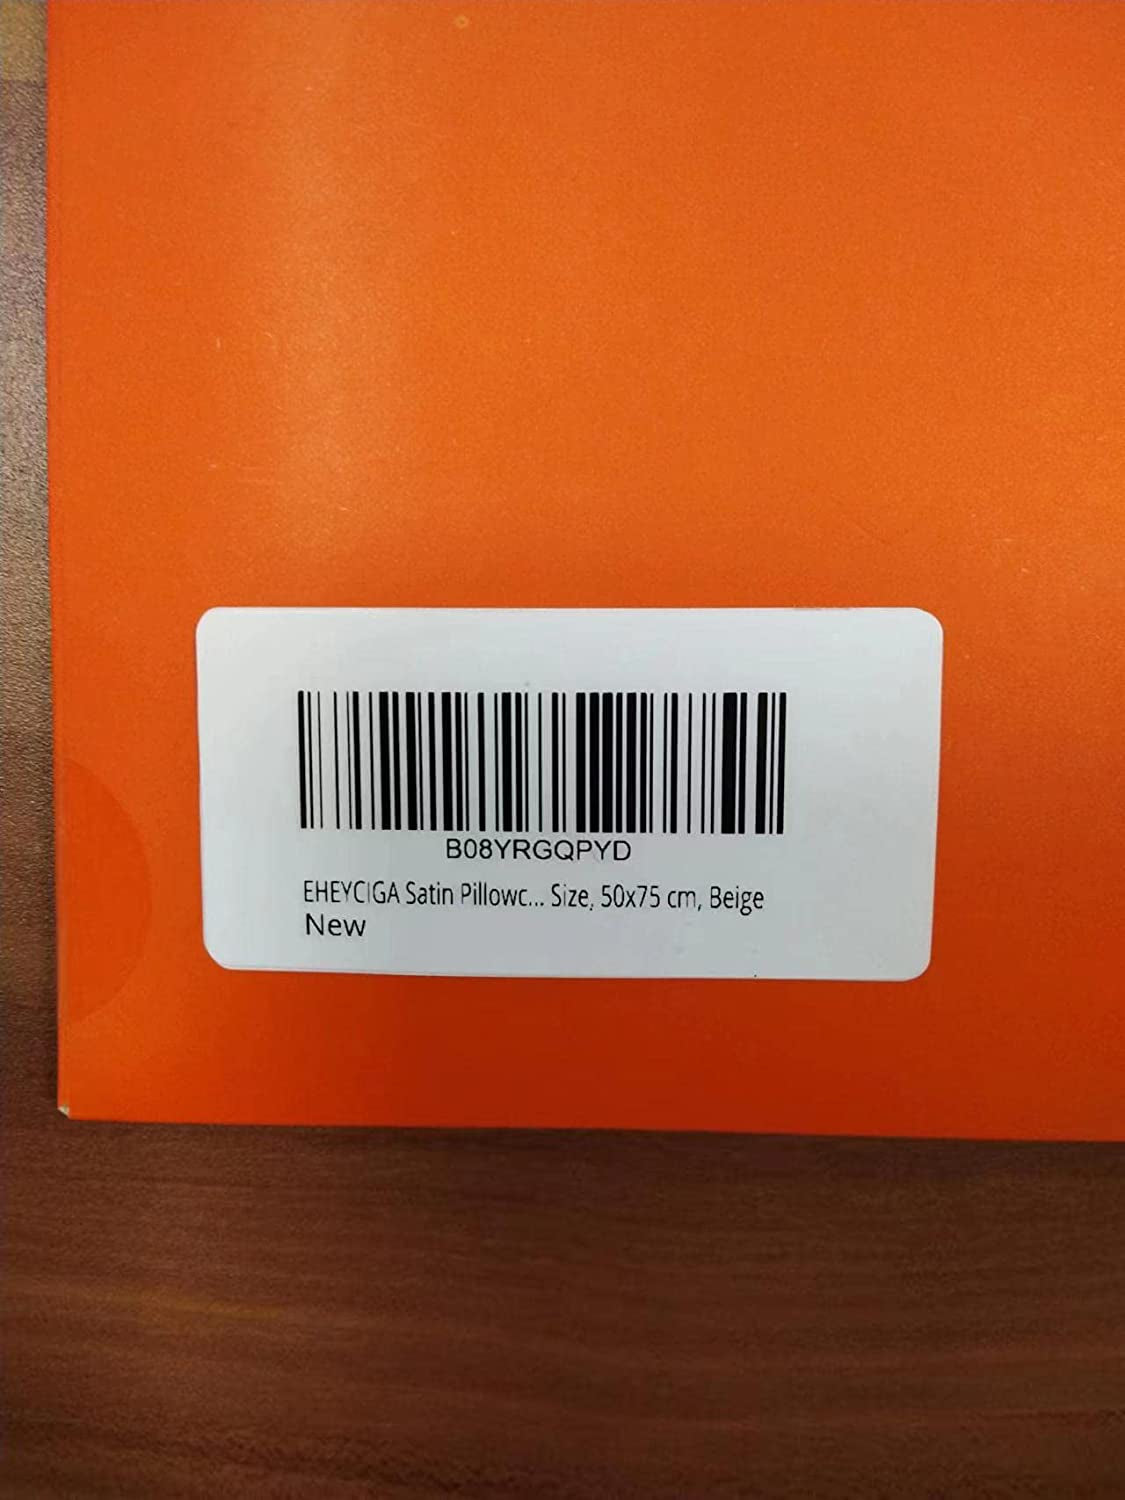 B08YRGQPYD
EHEYCIGA Satin Pillowc... Size, 50x75 cm, Beige
New